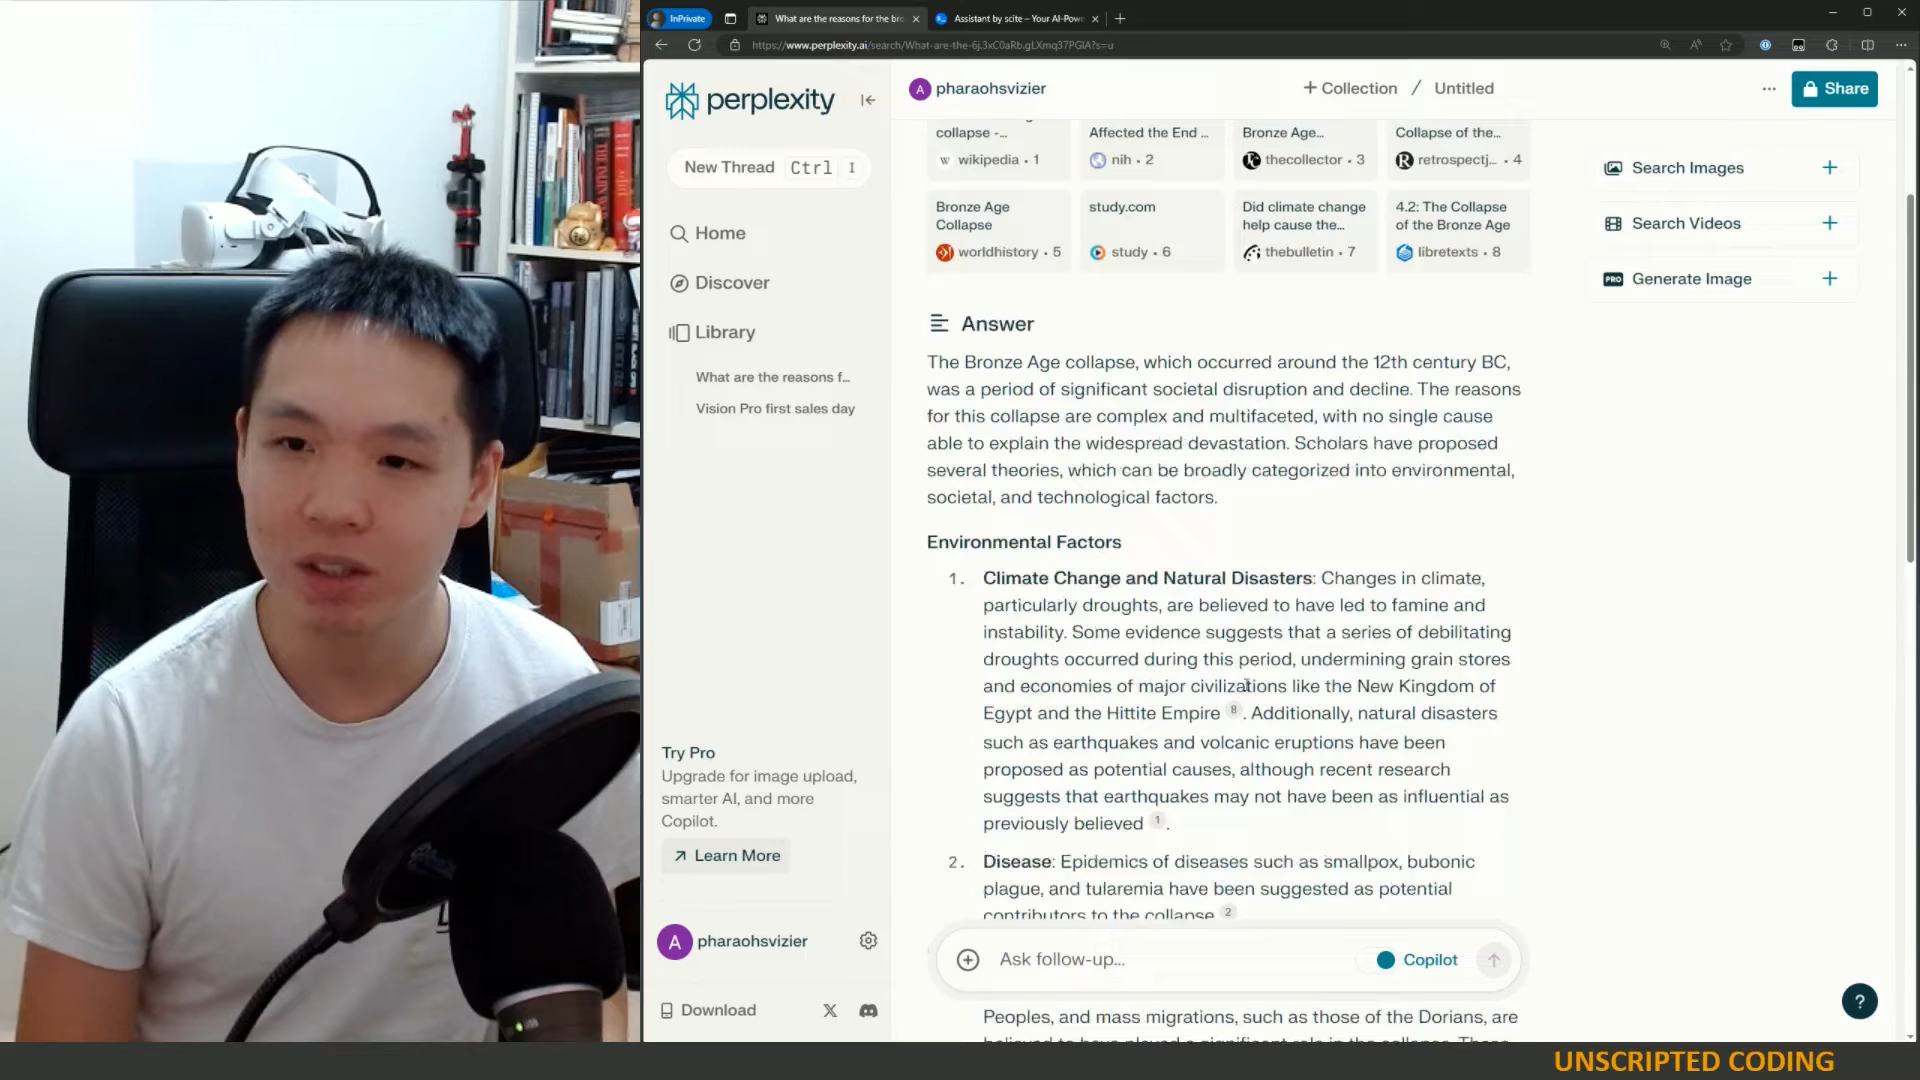 InPrivate
What are the reasons for the bro
Assistant by scite – Your AI-Powe
https://www.perplexity.ai/search/What-are-the-6j.3xC0aRb.gLXmq37PGlA?s=u
perplexity
New Thread Ctrl I
Home
Discover
Library
What are the reasons f...
Vision Pro first sales day
Try Pro
Upgrade for image upload,
smarter AI, and more
Copilot.
Learn More
A pharaohsvizier
Download
A pharaohsvizier
+ Collection / Untitled
Share
collapse -...
wikipedia • 1
Affected the End ...
nih • 2
Bronze Age...
thecollector • 3
Collapse of the...
retrospectj... • 4
Bronze Age
Collapse
worldhistory • 5
study.com
study • 6
Did climate change
help cause the...
thebulletin • 7
4.2: The Collapse
of the Bronze Age
libretexts • 8
Answer
The Bronze Age collapse, which occurred around the 12th century BC,
was a period of significant societal disruption and decline. The reasons
for this collapse are complex and multifaceted, with no single cause
able to explain the widespread devastation. Scholars have proposed
several theories, which can be broadly categorized into environmental,
societal, and technological factors.
Environmental Factors
1. Climate Change and Natural Disasters: Changes in climate,
particularly droughts, are believed to have led to famine and
instability. Some evidence suggests that a series of debilitating
droughts occurred during this period, undermining grain stores
and economies of major civilizations like the New Kingdom of
Egypt and the Hittite Empire 8. Additionally, natural disasters
such as earthquakes and volcanic eruptions have been
proposed as potential causes, although recent research
suggests that earthquakes may not have been as influential as
previously believed 1.
2. Disease: Epidemics of diseases such as smallpox, bubonic
plague, and tularemia have been suggested as potential
contributors to the collapse 2
Ask follow-up...
Copilot
Peoples, and mass migrations, such as those of the Dorians, are
believed to have played a significant role in the collapse. These
Search Images
Search Videos
PRO Generate Image
?
UNSCRIPTED CODING